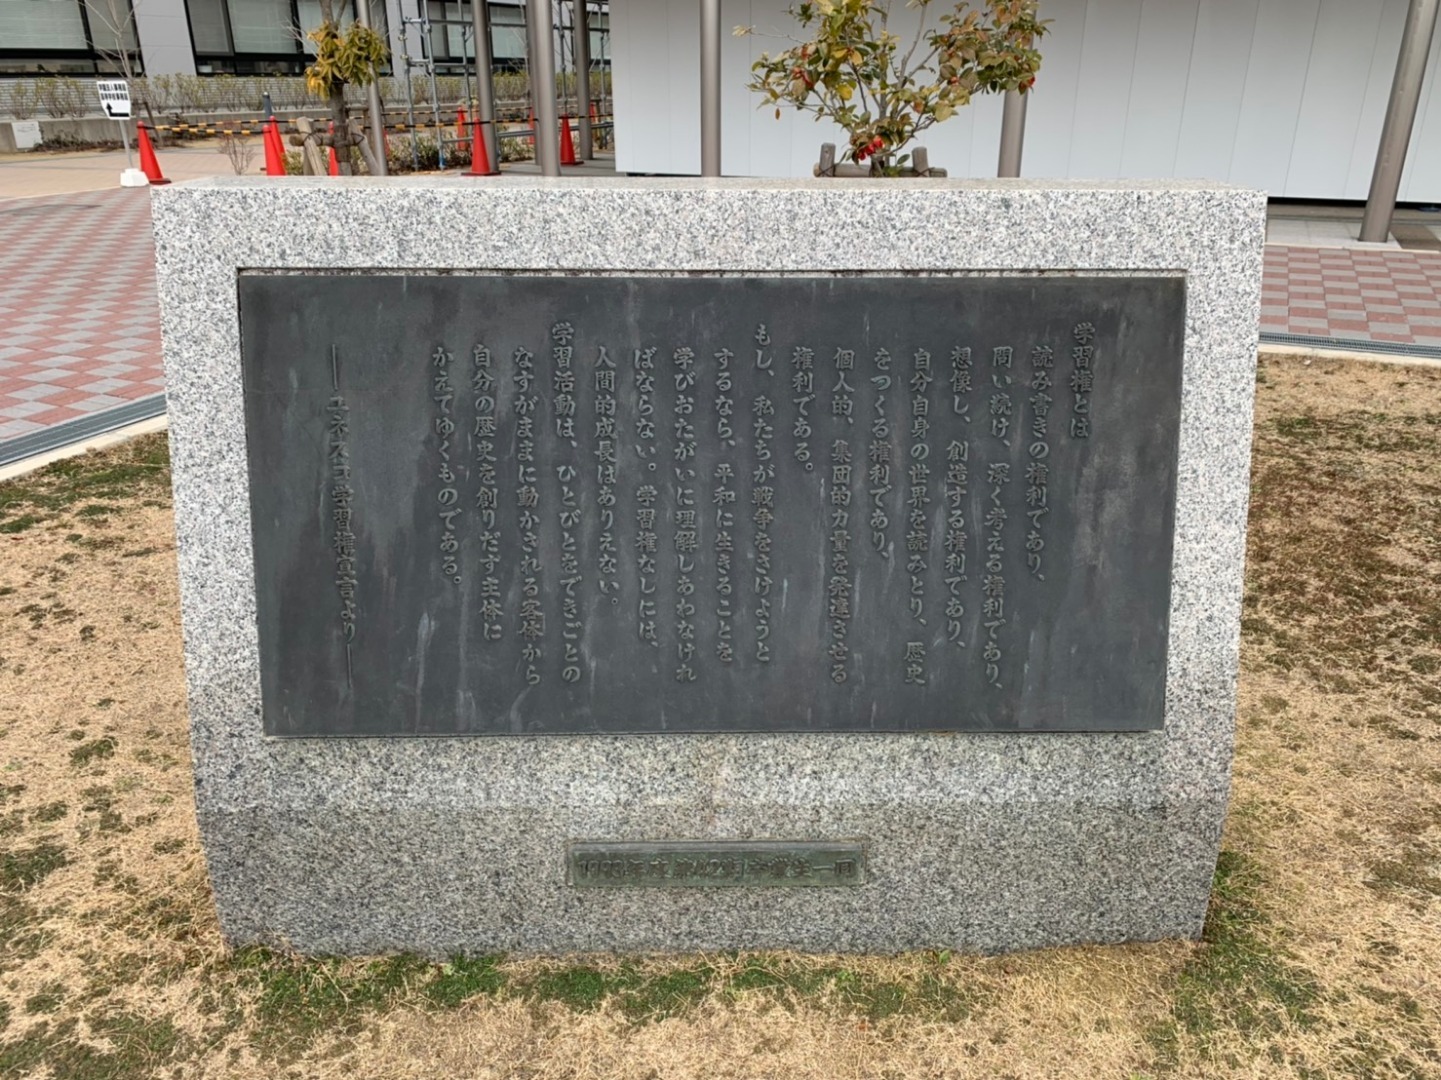 学習権とは
読み書きの権利であり、
問い続け、深く考える権利であり、
想像し、創造する権利であり、
自分自身の世界を読みとり、歴史
をつくる権利であり、
個人的、集団的力量を発達させる
権利である。
もし、私たちが戦争をさけようと
するなら、平和に生きることを
学びおたがいに理解しあわなけれ
ばならない。学習権なしには、
人間的成長はありえない。
学習活動は、ひとびとをできごとの
なすがままに動かされる客体から
自分の歴史を創りだす主体に
かえてゆくものである。
――ユネスコ学習権宣言より――
年度第42期卒業生一同